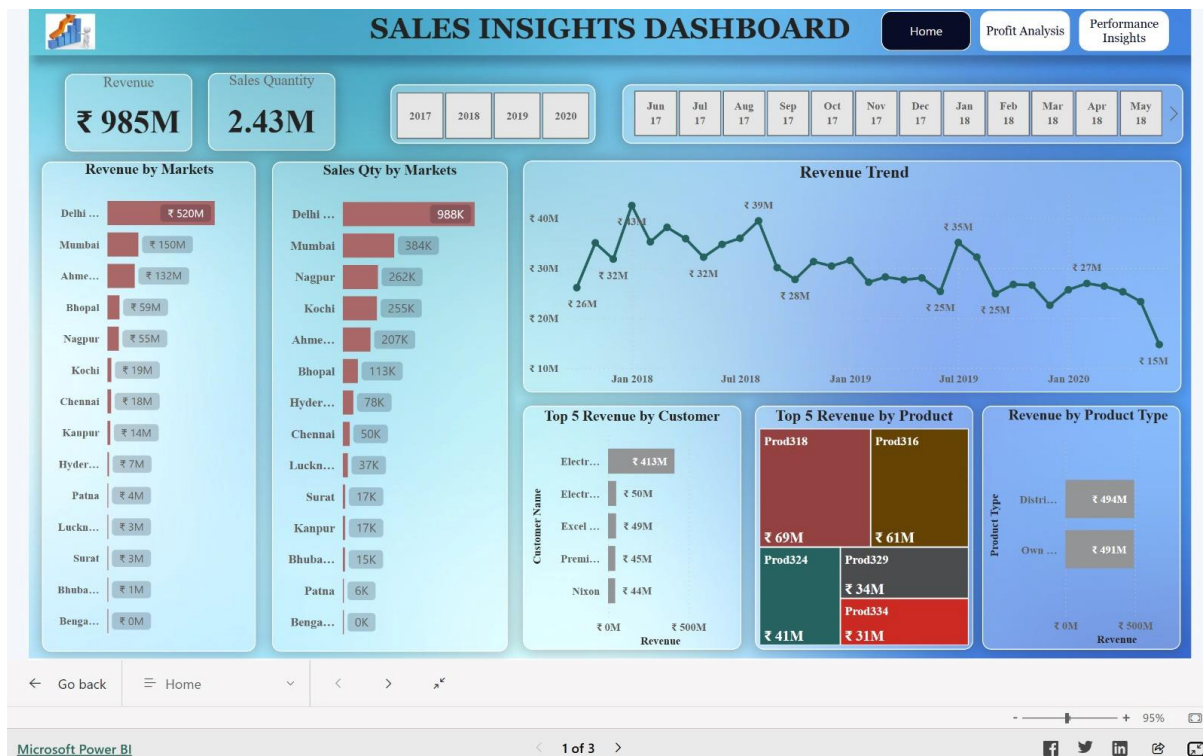 SALES INSIGHTS DASHBOARD
Home
Profit Analysis
Performance
Insights
Revenue
₹ 985M
Sales Quantity
2.43M
2017 2018 2019 2020
Jun 17 Jul 17 Aug 17 Sep 17 Oct 17 Nov 17 Dec 17 Jan 18 Feb 18 Mar 18 Apr 18 May 18
Revenue by Markets
Delhi ... ₹ 520M
Mumbai ₹ 150M
Ahme... ₹ 132M
Bhopal ₹ 59M
Nagpur ₹ 55M
Kochi ₹ 19M
Chennai ₹ 18M
Kanpur ₹ 14M
Hyder... ₹ 7M
Patna ₹ 4M
Luckn... ₹ 3M
Surat ₹ 3M
Bhuba... ₹ 1M
Benga... ₹ 0M
Sales Qty by Markets
Delhi ... 988K
Mumbai 384K
Nagpur 262K
Kochi 255K
Ahme... 207K
Bhopal 113K
Hyder... 78K
Chennai 50K
Luckn... 37K
Surat 17K
Kanpur 17K
Bhuba... 15K
Patna 6K
Benga... 0K
Revenue Trend
₹ 40M
₹ 30M
₹ 20M
₹ 10M
₹ 26M
₹ 32M
₹ 43M
₹ 32M
₹ 39M
₹ 28M
₹ 25M
₹ 35M
₹ 25M
₹ 27M
₹ 15M
Jan 2018 Jul 2018 Jan 2019 Jul 2019 Jan 2020
Top 5 Revenue by Customer
Customer Name
Electr... ₹ 413M
Electr... ₹ 50M
Excel ... ₹ 49M
Premi... ₹ 45M
Nixon ₹ 44M
₹ 0M ₹ 500M
Revenue
Top 5 Revenue by Product
Prod318
₹ 69M
Prod316
₹ 61M
Prod324
₹ 41M
Prod329
₹ 34M
Prod334
₹ 31M
Revenue by Product Type
Product Type
Distri... ₹ 494M
Own ... ₹ 491M
₹ 0M ₹ 500M
Revenue
Go back
Home
- + 95%
Microsoft Power BI
1 of 3